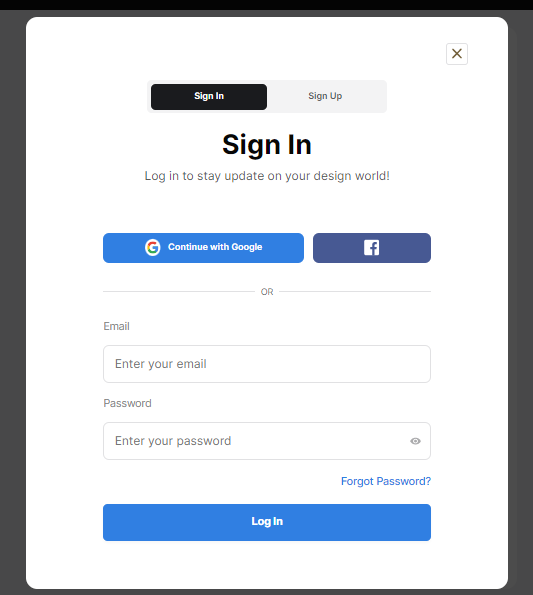 Sign In
Sign Up
Sign In
Log in to stay update on your design world!
Continue with Google
OR
Email
Enter your email
Password
Enter your password
Forgot Password?
Log In